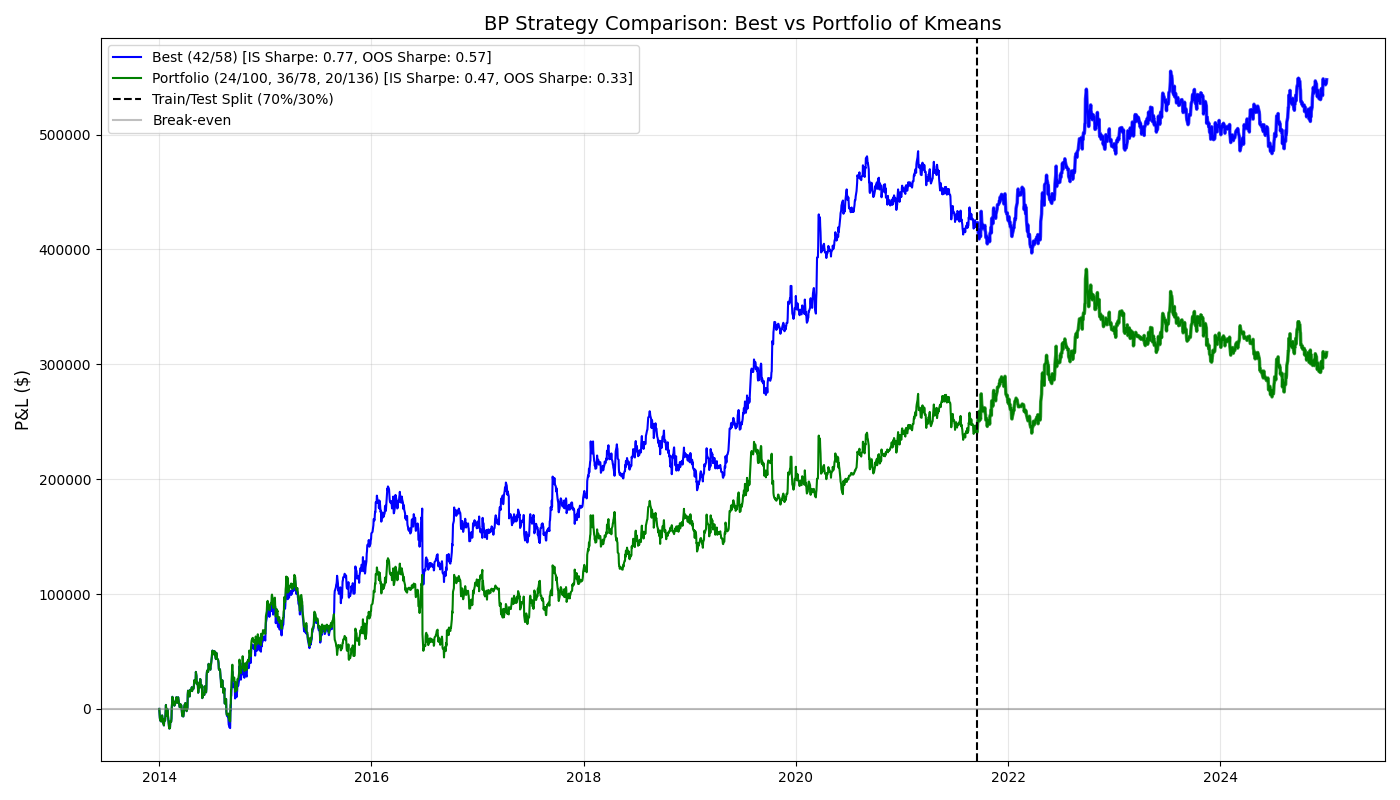 BP Strategy Comparison: Best vs Portfolio of Kmeans
Best (42/58) [IS Sharpe: 0.77, OOS Sharpe: 0.57]
Portfolio (24/100, 36/78, 20/136) [IS Sharpe: 0.47, OOS Sharpe: 0.33]
Train/Test Split (70%/30%)
Break-even
P&L ($)
500000
400000
300000
200000
100000
0
2014 2016 2018 2020 2022 2024